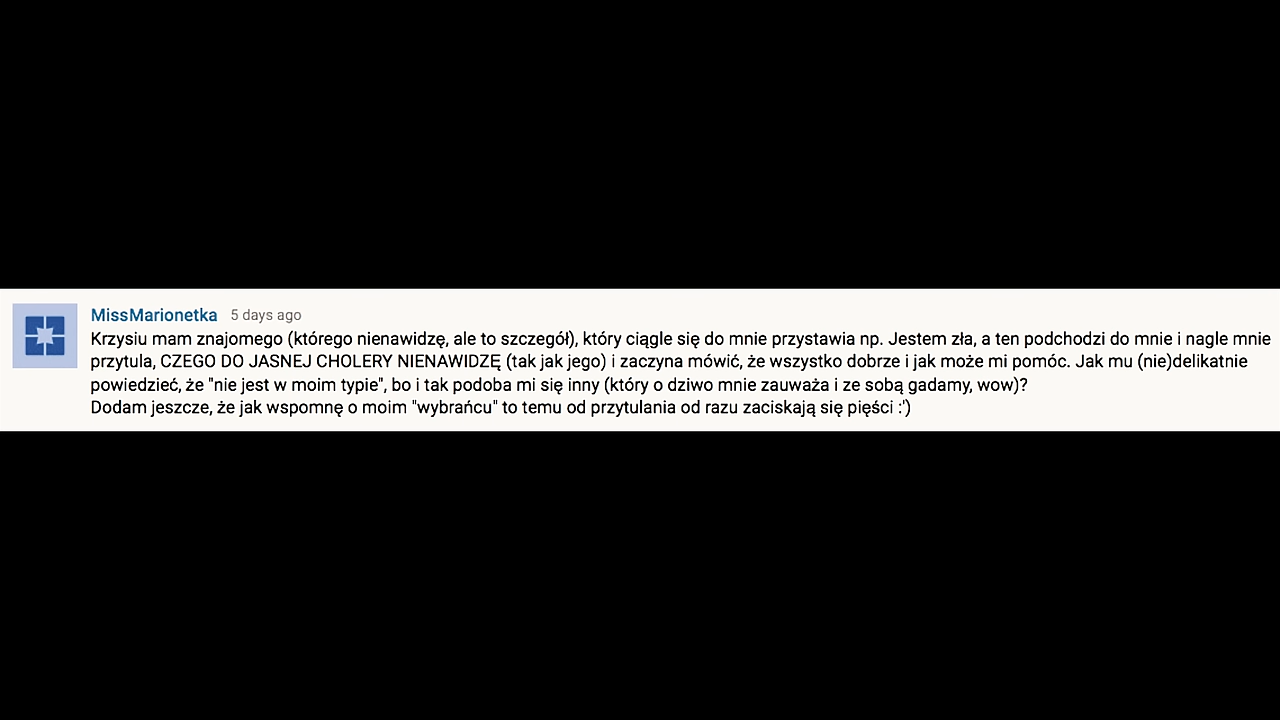 MissMarionetka 5 days ago
Krzysiu mam znajomego (którego nienawidzę, ale to szczegół), który ciągle się do mnie przystawia np. Jestem zła, a ten podchodzi do mnie i nagle mnie
przytula, CZEGO DO JASNEJ CHOLERY NIENAWIDZĘ (tak jak jego) i zaczyna mówić, że wszystko dobrze i jak może mi pomóc. Jak mu (nie)delikatnie
powiedzieć, że "nie jest w moim typie", bo i tak podoba mi się inny (który o dziwo mnie zauważa i ze sobą gadamy, wow)?
Dodam jeszcze, że jak wspomnę o moim "wybrańcu" to temu od przytulania od razu zaciskają się pięści :')